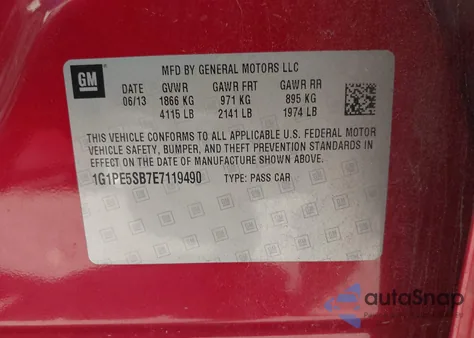 GM
MFD BY GENERAL MOTORS LLC
DATE GVWR GAWR FRT GAWR RR
06/13 1866 KG 971 KG 895 KG
4115 LB 2141 LB 1974 LB
THIS VEHICLE CONFORMS TO ALL APPLICABLE U.S. FEDERAL MOTOR
VEHICLE SAFETY, BUMPER, AND THEFT PREVENTION STANDARDS IN
EFFECT ON THE DATE OF MANUFACTURE SHOWN ABOVE.
1G1PE5SB7E7119490 TYPE: PASS CAR
autoSnap